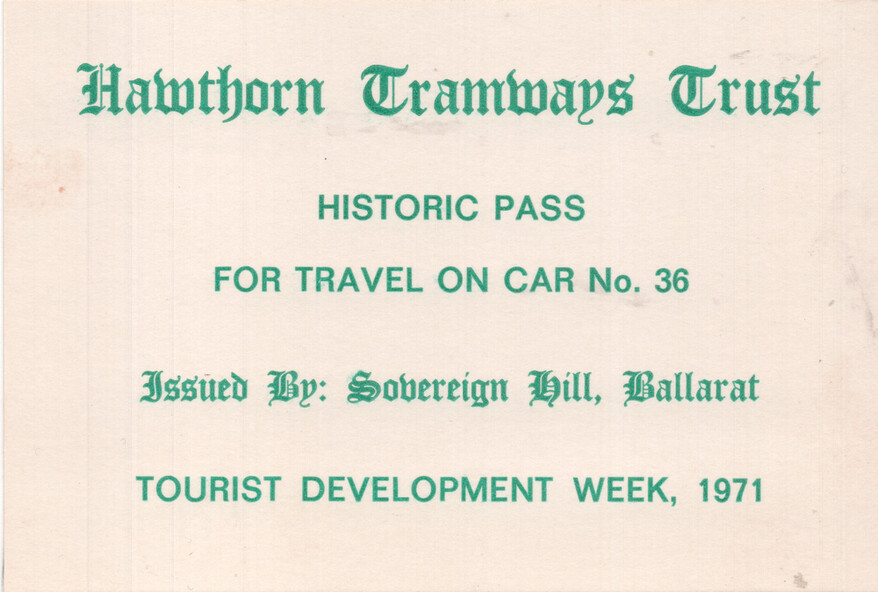 Hawthorn Tramways Trust
HISTORIC PASS
FOR TRAVEL ON CAR No. 36
Issued By: Sovereign Hill, Ballarat
TOURIST DEVELOPMENT WEEK, 1971